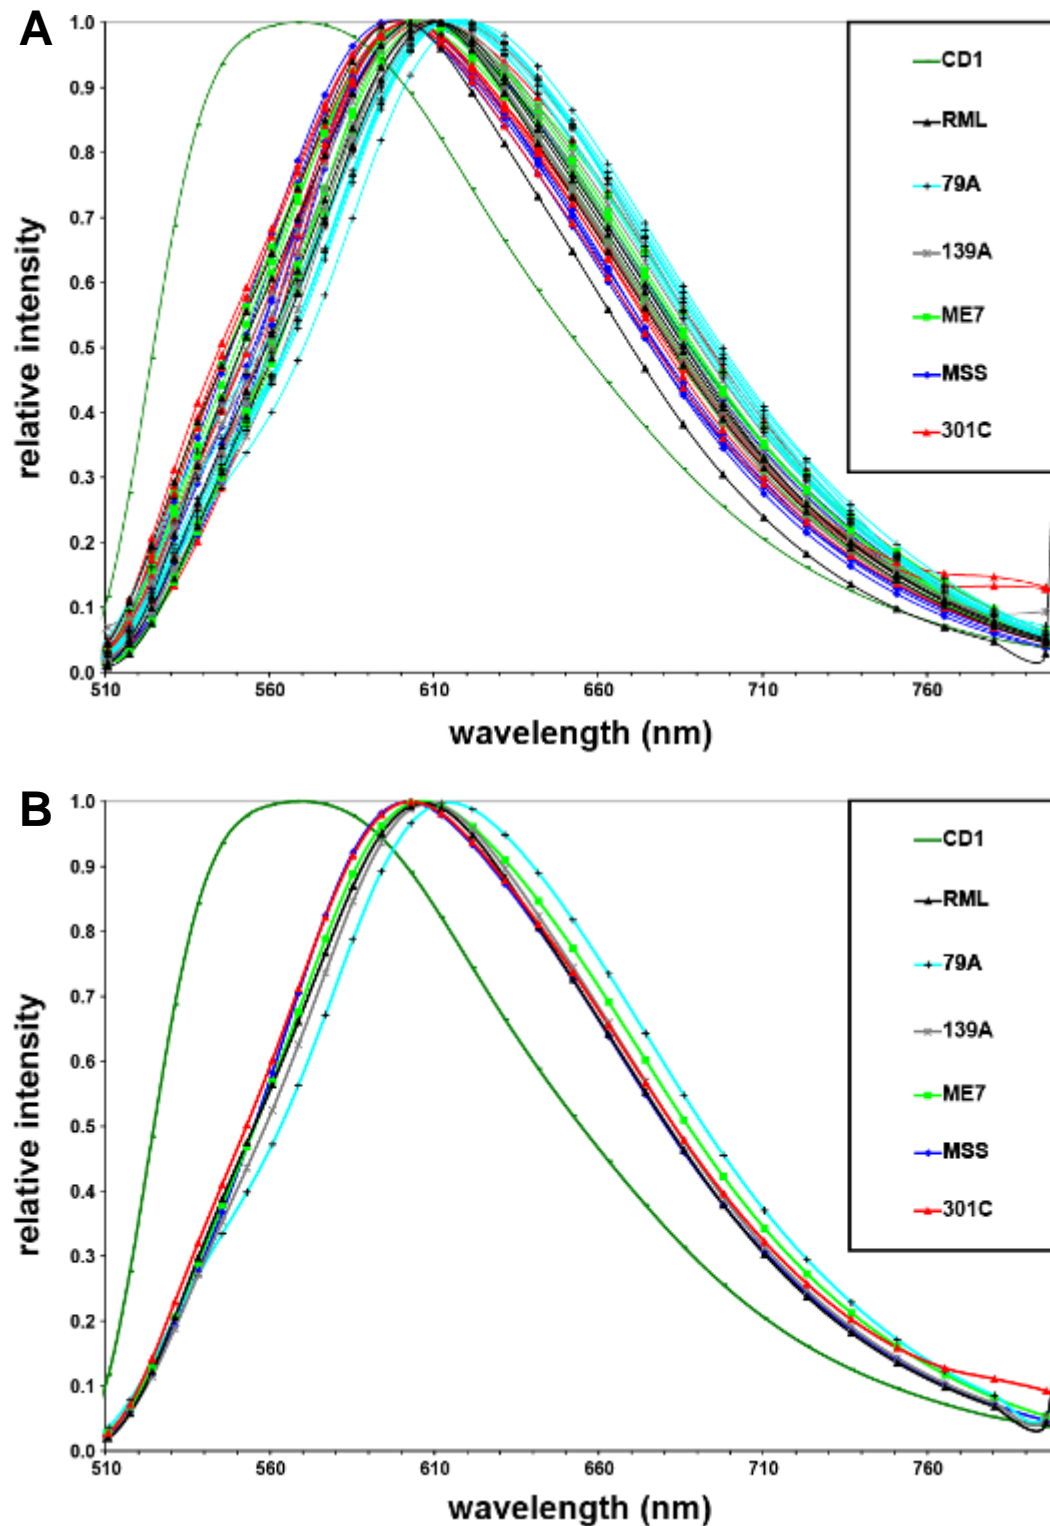 A
relative intensity
1.0
0.9
0.8
0.7
0.6
0.5
0.4
0.3
0.2
0.1
0.0
510 560 610 660 710 760
wavelength (nm)
CD1
RML
79A
139A
ME7
MSS
301C
B
relative intensity
1.0
0.9
0.8
0.7
0.6
0.5
0.4
0.3
0.2
0.1
0.0
510 560 610 660 710 760
wavelength (nm)
CD1
RML
79A
139A
ME7
MSS
301C